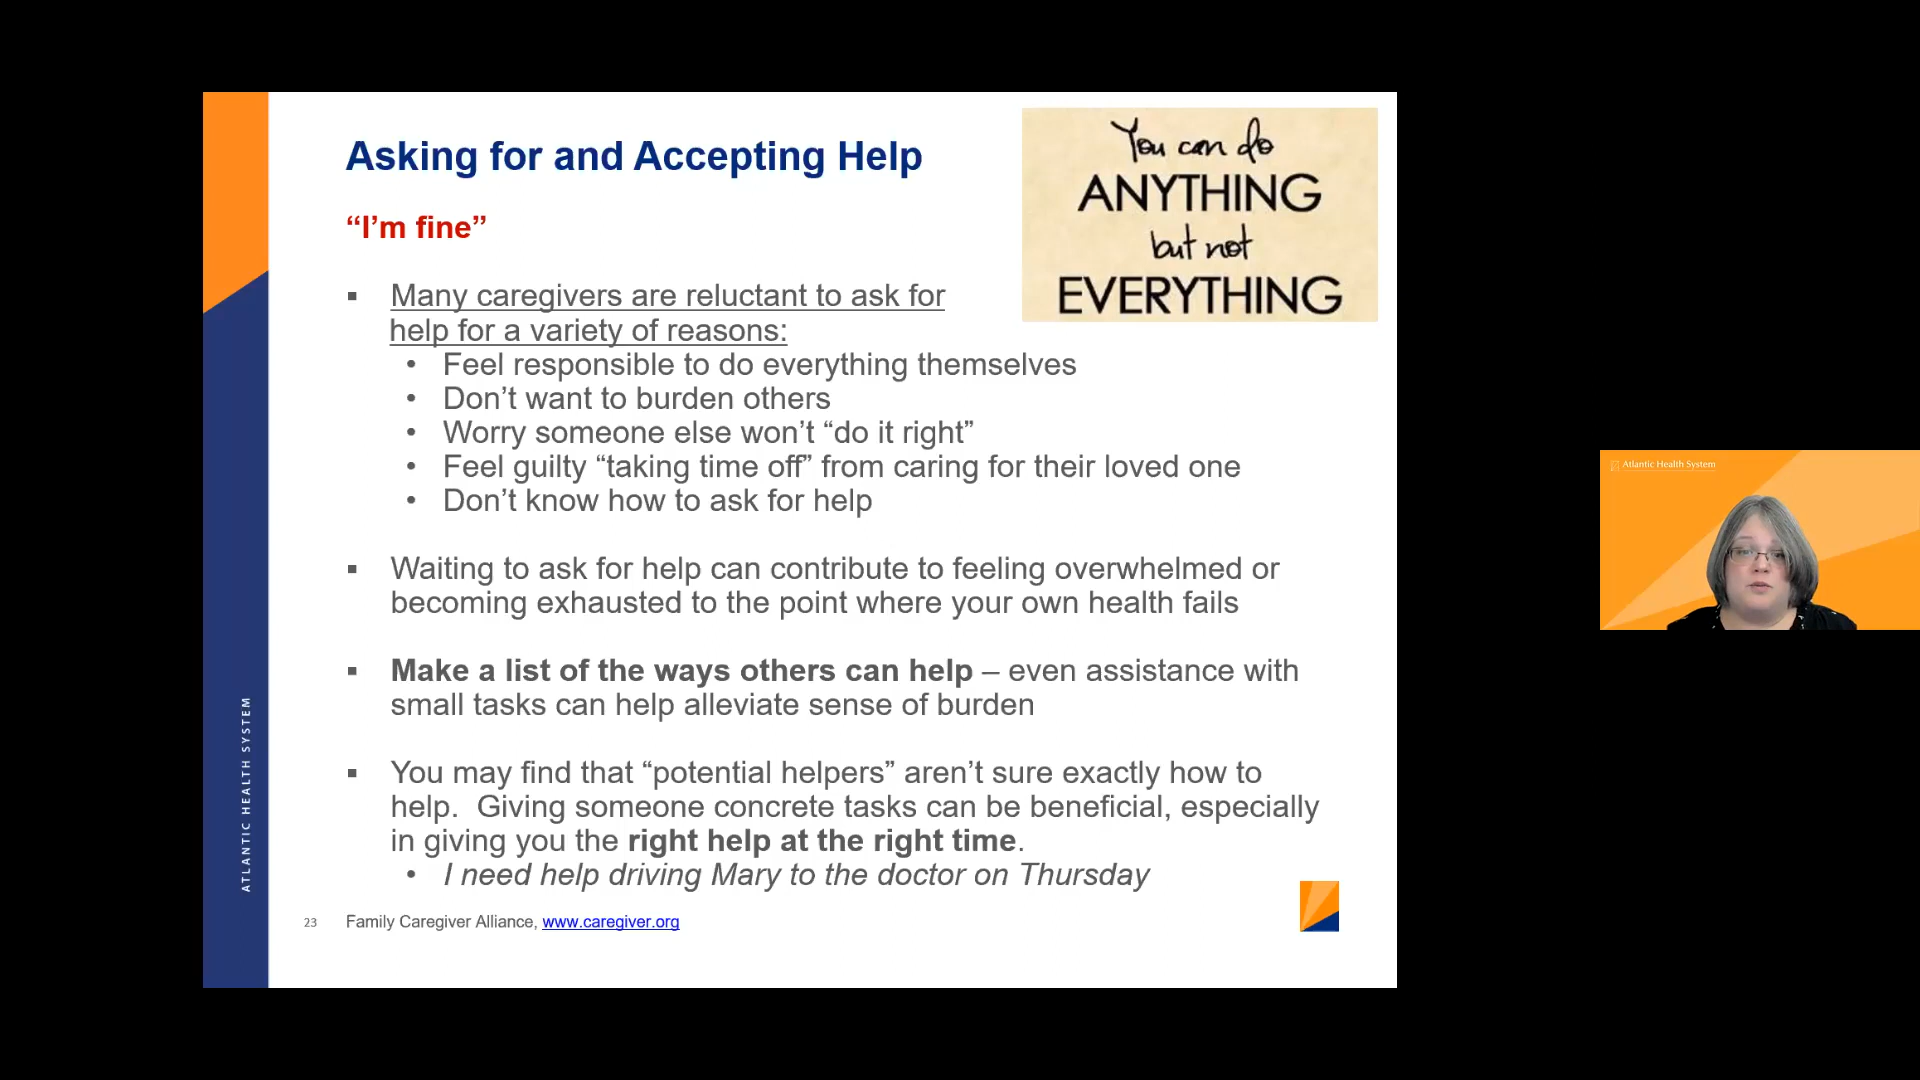 Asking for and Accepting Help
You can do
ANYTHING
but not
EVERYTHING
“I’m fine”
▪ Many caregivers are reluctant to ask for
help for a variety of reasons:
• Feel responsible to do everything themselves
• Don’t want to burden others
• Worry someone else won’t “do it right”
• Feel guilty “taking time off” from caring for their loved one
• Don’t know how to ask for help
▪ Waiting to ask for help can contribute to feeling overwhelmed or
becoming exhausted to the point where your own health fails
▪ Make a list of the ways others can help – even assistance with
small tasks can help alleviate sense of burden
▪ You may find that “potential helpers” aren’t sure exactly how to
help.  Giving someone concrete tasks can be beneficial, especially
in giving you the right help at the right time.
• I need help driving Mary to the doctor on Thursday
23 Family Caregiver Alliance, www.caregiver.org
ATLANTIC HEALTH SYSTEM
Atlantic Health System